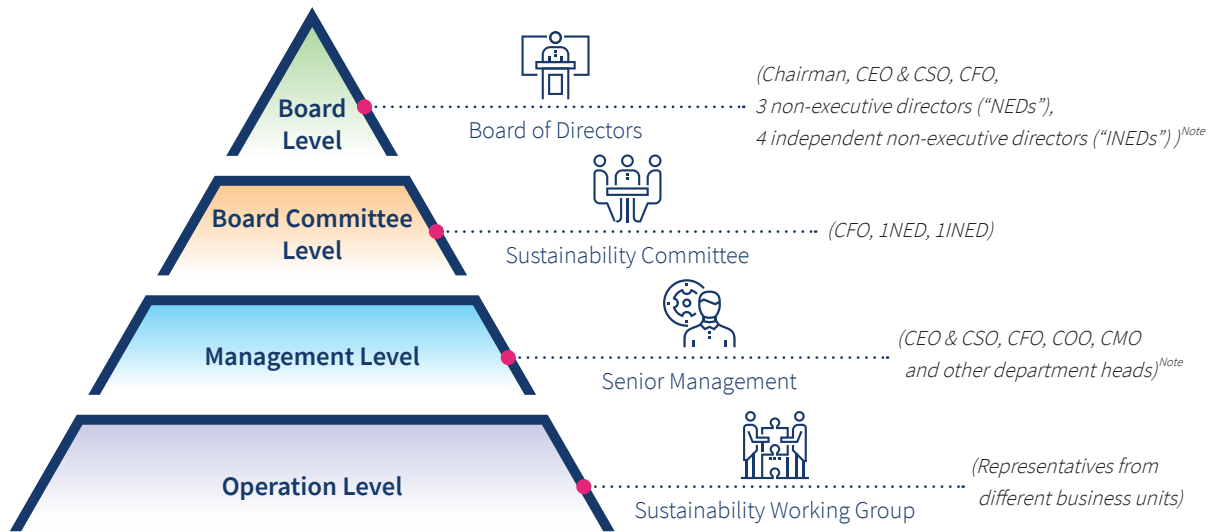 Board
Level
Board of Directors
(Chairman, CEO & CSO, CFO,
3 non-executive directors (“NEDs”),
4 independent non-executive directors (“INEDs”) )Note
Board Committee
Level
Sustainability Committee
(CFO, 1NED, 1INED)
Management Level
Senior Management
(CEO & CSO, CFO, COO, CMO
and other department heads)Note
Operation Level
Sustainability Working Group
(Representatives from
different business units)